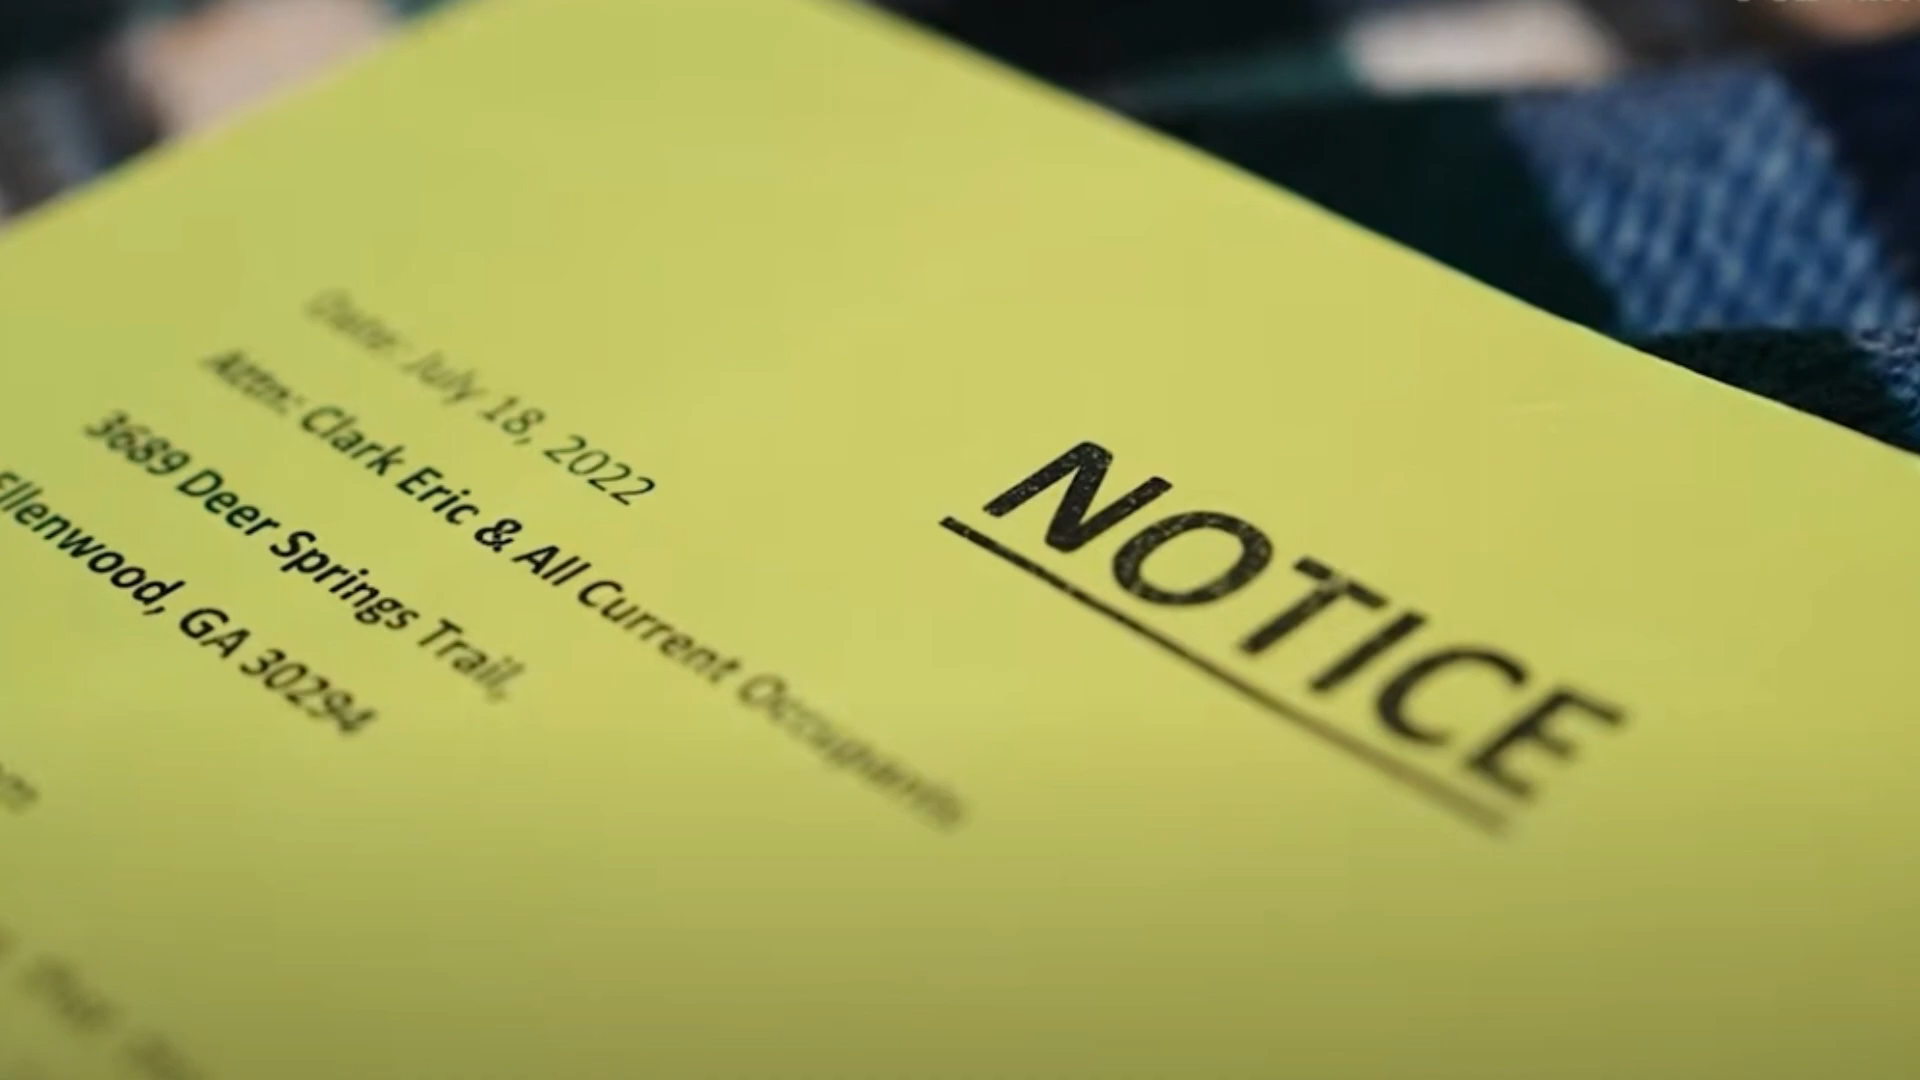 NOTICE
Date: July 18, 2022
Attn: Clark Eric & All Current Occupants
3689 Deer Springs Trail,
Ellenwood, GA 30294